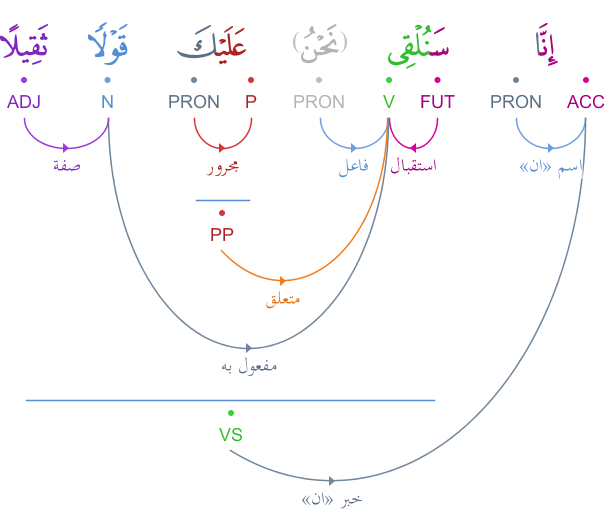 إِنَّا سَنُلْقِى (نَحْنُ) عَلَيْكَ قَوْلًا ثَقِيلًا
ADJ N PRON P PRON V FUT PRON ACC
صفة مجرور فاعل استقبال اسم «ان»
PP
متعلق
مفعول به
VS
خبر «ان»